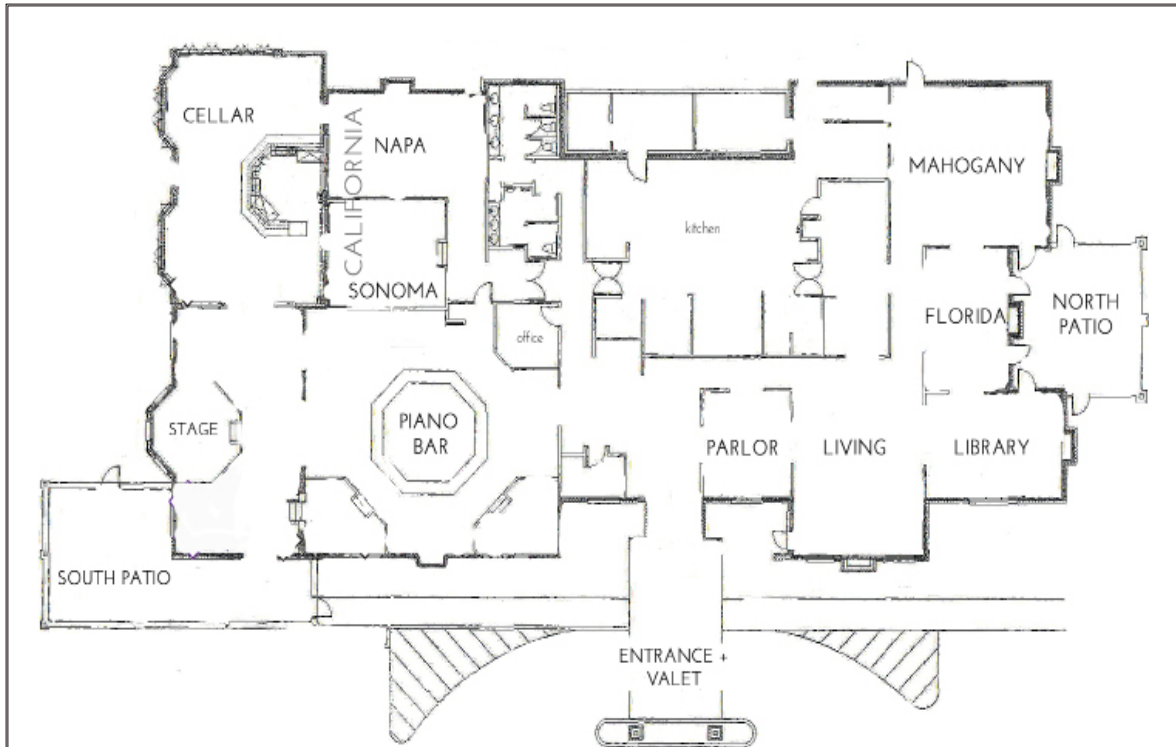 CELLAR
CALIFORNIA
NAPA
SONOMA
kitchen
MAHOGANY
FLORIDA
NORTH
PATIO
office
STAGE
PIANO
BAR
PARLOR
LIVING
LIBRARY
SOUTH PATIO
ENTRANCE +
VALET